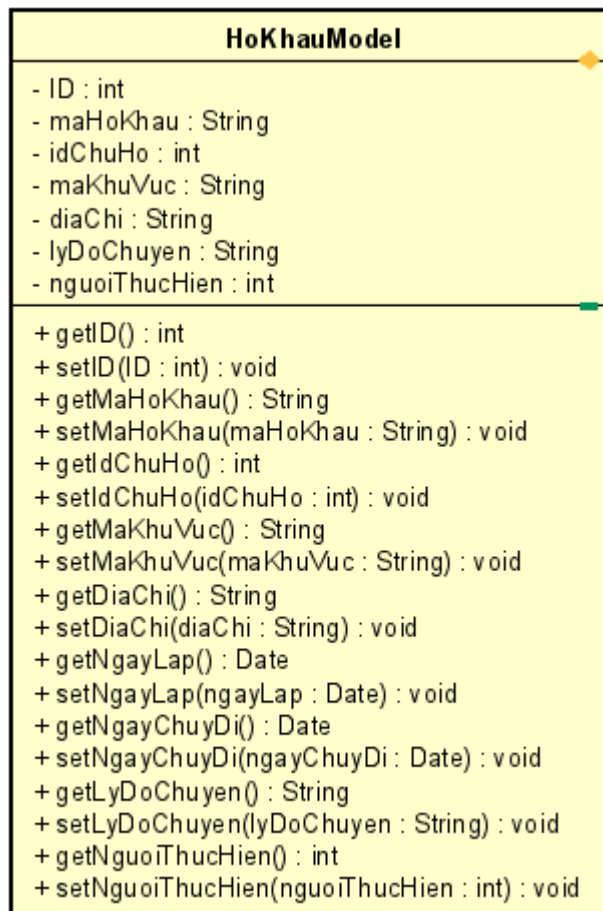 HoKhauModel
- ID : int
- maHoKhau : String
- idChuHo : int
- maKhuVuc : String
- diaChi : String
- lyDoChuyen : String
- nguoiThucHien : int
+ getID() : int
+ setID(ID : int) : void
+ getMaHoKhau() : String
+ setMaHoKhau(maHoKhau : String) : void
+ getIdChuHo() : int
+ setIdChuHo(idChuHo : int) : void
+ getMaKhuVuc() : String
+ setMaKhuVuc(maKhuVuc : String) : void
+ getDiaChi() : String
+ setDiaChi(diaChi : String) : void
+ getNgayLap() : Date
+ setNgayLap(ngayLap : Date) : void
+ getNgayChuyDi() : Date
+ setNgayChuyDi(ngayChuyDi : Date) : void
+ getLyDoChuyen() : String
+ setLyDoChuyen(lyDoChuyen : String) : void
+ getNguoiThucHien() : int
+ setNguoiThucHien(nguoiThucHien : int) : void